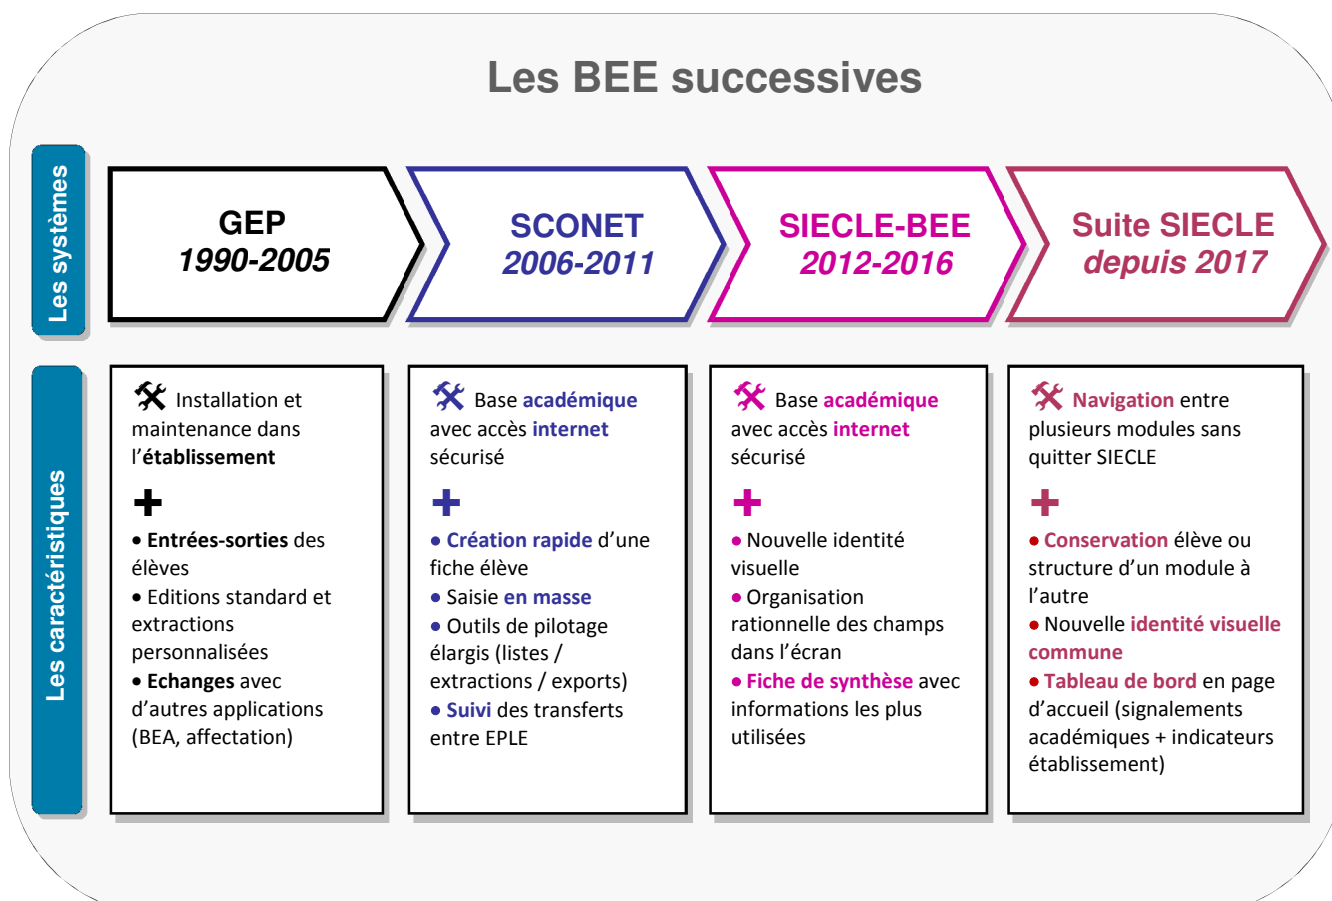 Les BEE successives
Les systèmes
GEP
1990-2005
SCONET
2006-2011
SIECLE-BEE
2012-2016
Suite SIECLE
depuis 2017
Les caractéristiques
Installation et
maintenance dans
l’établissement
• Entrées-sorties des
élèves
• Editions standard et
extractions
personnalisées
• Echanges avec
d’autres applications
(BEA, affectation)
Base académique
avec accès internet
sécurisé
• Création rapide d’une
fiche élève
• Saisie en masse
• Outils de pilotage
élargis (listes /
extractions / exports)
• Suivi des transferts
entre EPLE
Base académique
avec accès internet
sécurisé
• Nouvelle identité
visuelle
• Organisation
rationnelle des champs
dans l’écran
• Fiche de synthèse avec
informations les plus
utilisées
Navigation entre
plusieurs modules sans
quitter SIECLE
• Conservation élève ou
structure d’un module à
l’autre
• Nouvelle identité visuelle
commune
• Tableau de bord en page
d’accueil (signalements
académiques + indicateurs
établissement)